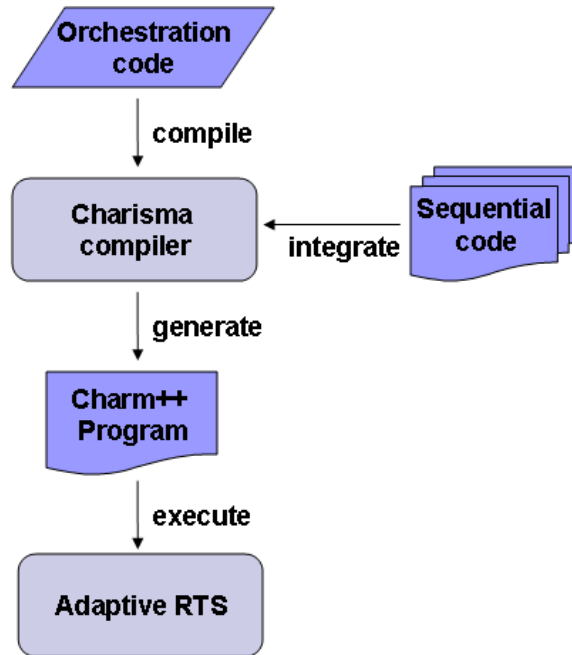 Orchestration
code
compile
Charisma
compiler
Sequential
code
integrate
generate
Charm++
Program
execute
Adaptive RTS